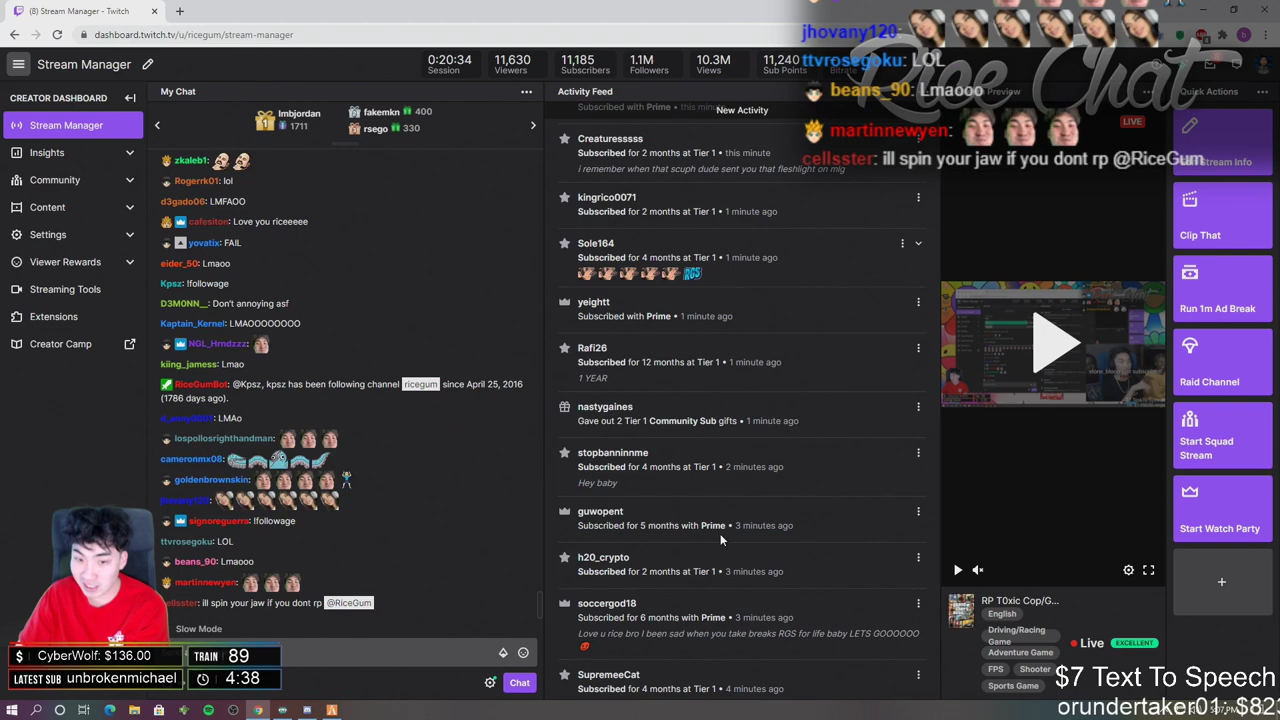 (8) Stream Manager - Twitch
dashboard.twitch.tv/u/ricegum/stream-manager
Stream Manager
0:20:34
Session
11,630
Viewers
11,185
Subscribers
1.1M
Followers
10.3M
Views
11,240
Sub Points
Bitrate
CREATOR DASHBOARD
Stream Manager
Insights
Community
Content
Settings
Viewer Rewards
Streaming Tools
Extensions
Creator Camp
My Chat
1
lmbjordan
1711
fakemkn 400
rsego 330
zkaleb1:
Rogerrk01: lol
d3gado06: LMFAOO
cafesiton: Love you riceeeee
yovatix: FAIL
eider_50: Lmaoo
Kpsz: !followage
D3M0NN__: Don't annoying asf
Kaptain_Kernel: LMAOOOOOOOO
NGL_Hrndzzz:
kiing_jamess: Lmao
RiceGumBot: @Kpsz, kpsz has been following channel ricegum since April 25, 2016
(1786 days ago).
LMAo
lospollosrighthandman:
cameronmx08:
goldenbrownskin:
jhovany120:
signoreguerra: !followage
ttvrosegoku: LOL
beans_90: Lmaooo
martinnewyen:
cellsster: ill spin your jaw if you dont rp @RiceGum
Slow Mode
Chat
$ CyberWolf: $136.00
TRAIN 89
LATEST SUB unbrokenmichael
4:38
Activity Feed
Subscribed with Prime • this minute
New Activity
Creaturesssss
Subscribed for 2 months at Tier 1 • this minute
i remember when that scuph dude sent you that fleshlight on mlg
kingrico0071
Subscribed for 2 months at Tier 1 • 1 minute ago
Sole164
Subscribed for 4 months at Tier 1 • 1 minute ago
RGS
yeightt
Subscribed with Prime • 1 minute ago
Rafi26
Subscribed for 12 months at Tier 1 • 1 minute ago
1 YEAR
nastygaines
Gave out 2 Tier 1 Community Sub gifts • 1 minute ago
stopbanninnme
Subscribed for 4 months at Tier 1 • 2 minutes ago
Hey baby
guwopent
Subscribed for 5 months with Prime • 3 minutes ago
h20_crypto
Subscribed for 2 months at Tier 1 • 3 minutes ago
soccergod18
Subscribed for 6 months with Prime • 3 minutes ago
Love u rice bro I been sad when you take breaks RGS for life baby LETS GOOOOOO
SupremeeCat
Subscribed for 4 months at Tier 1 • 4 minutes ago
Rice Chat
jhovany120:
ttvrosegoku: LOL
beans_90: Lmaooo
martinnewyen:
cellsster: ill spin your jaw if you dont rp @RiceGum
Preview
LIVE
RP T0xic Cop/G...
English
Driving/Racing
Game
Adventure Game
FPS
Shooter
Sports Game
Live
EXCELLENT
Quick Actions
Edit Stream Info
Clip That
Run 1m Ad Break
Raid Channel
Start Squad
Stream
Start Watch Party
$7 Text To Speech
orundertaker01: $823